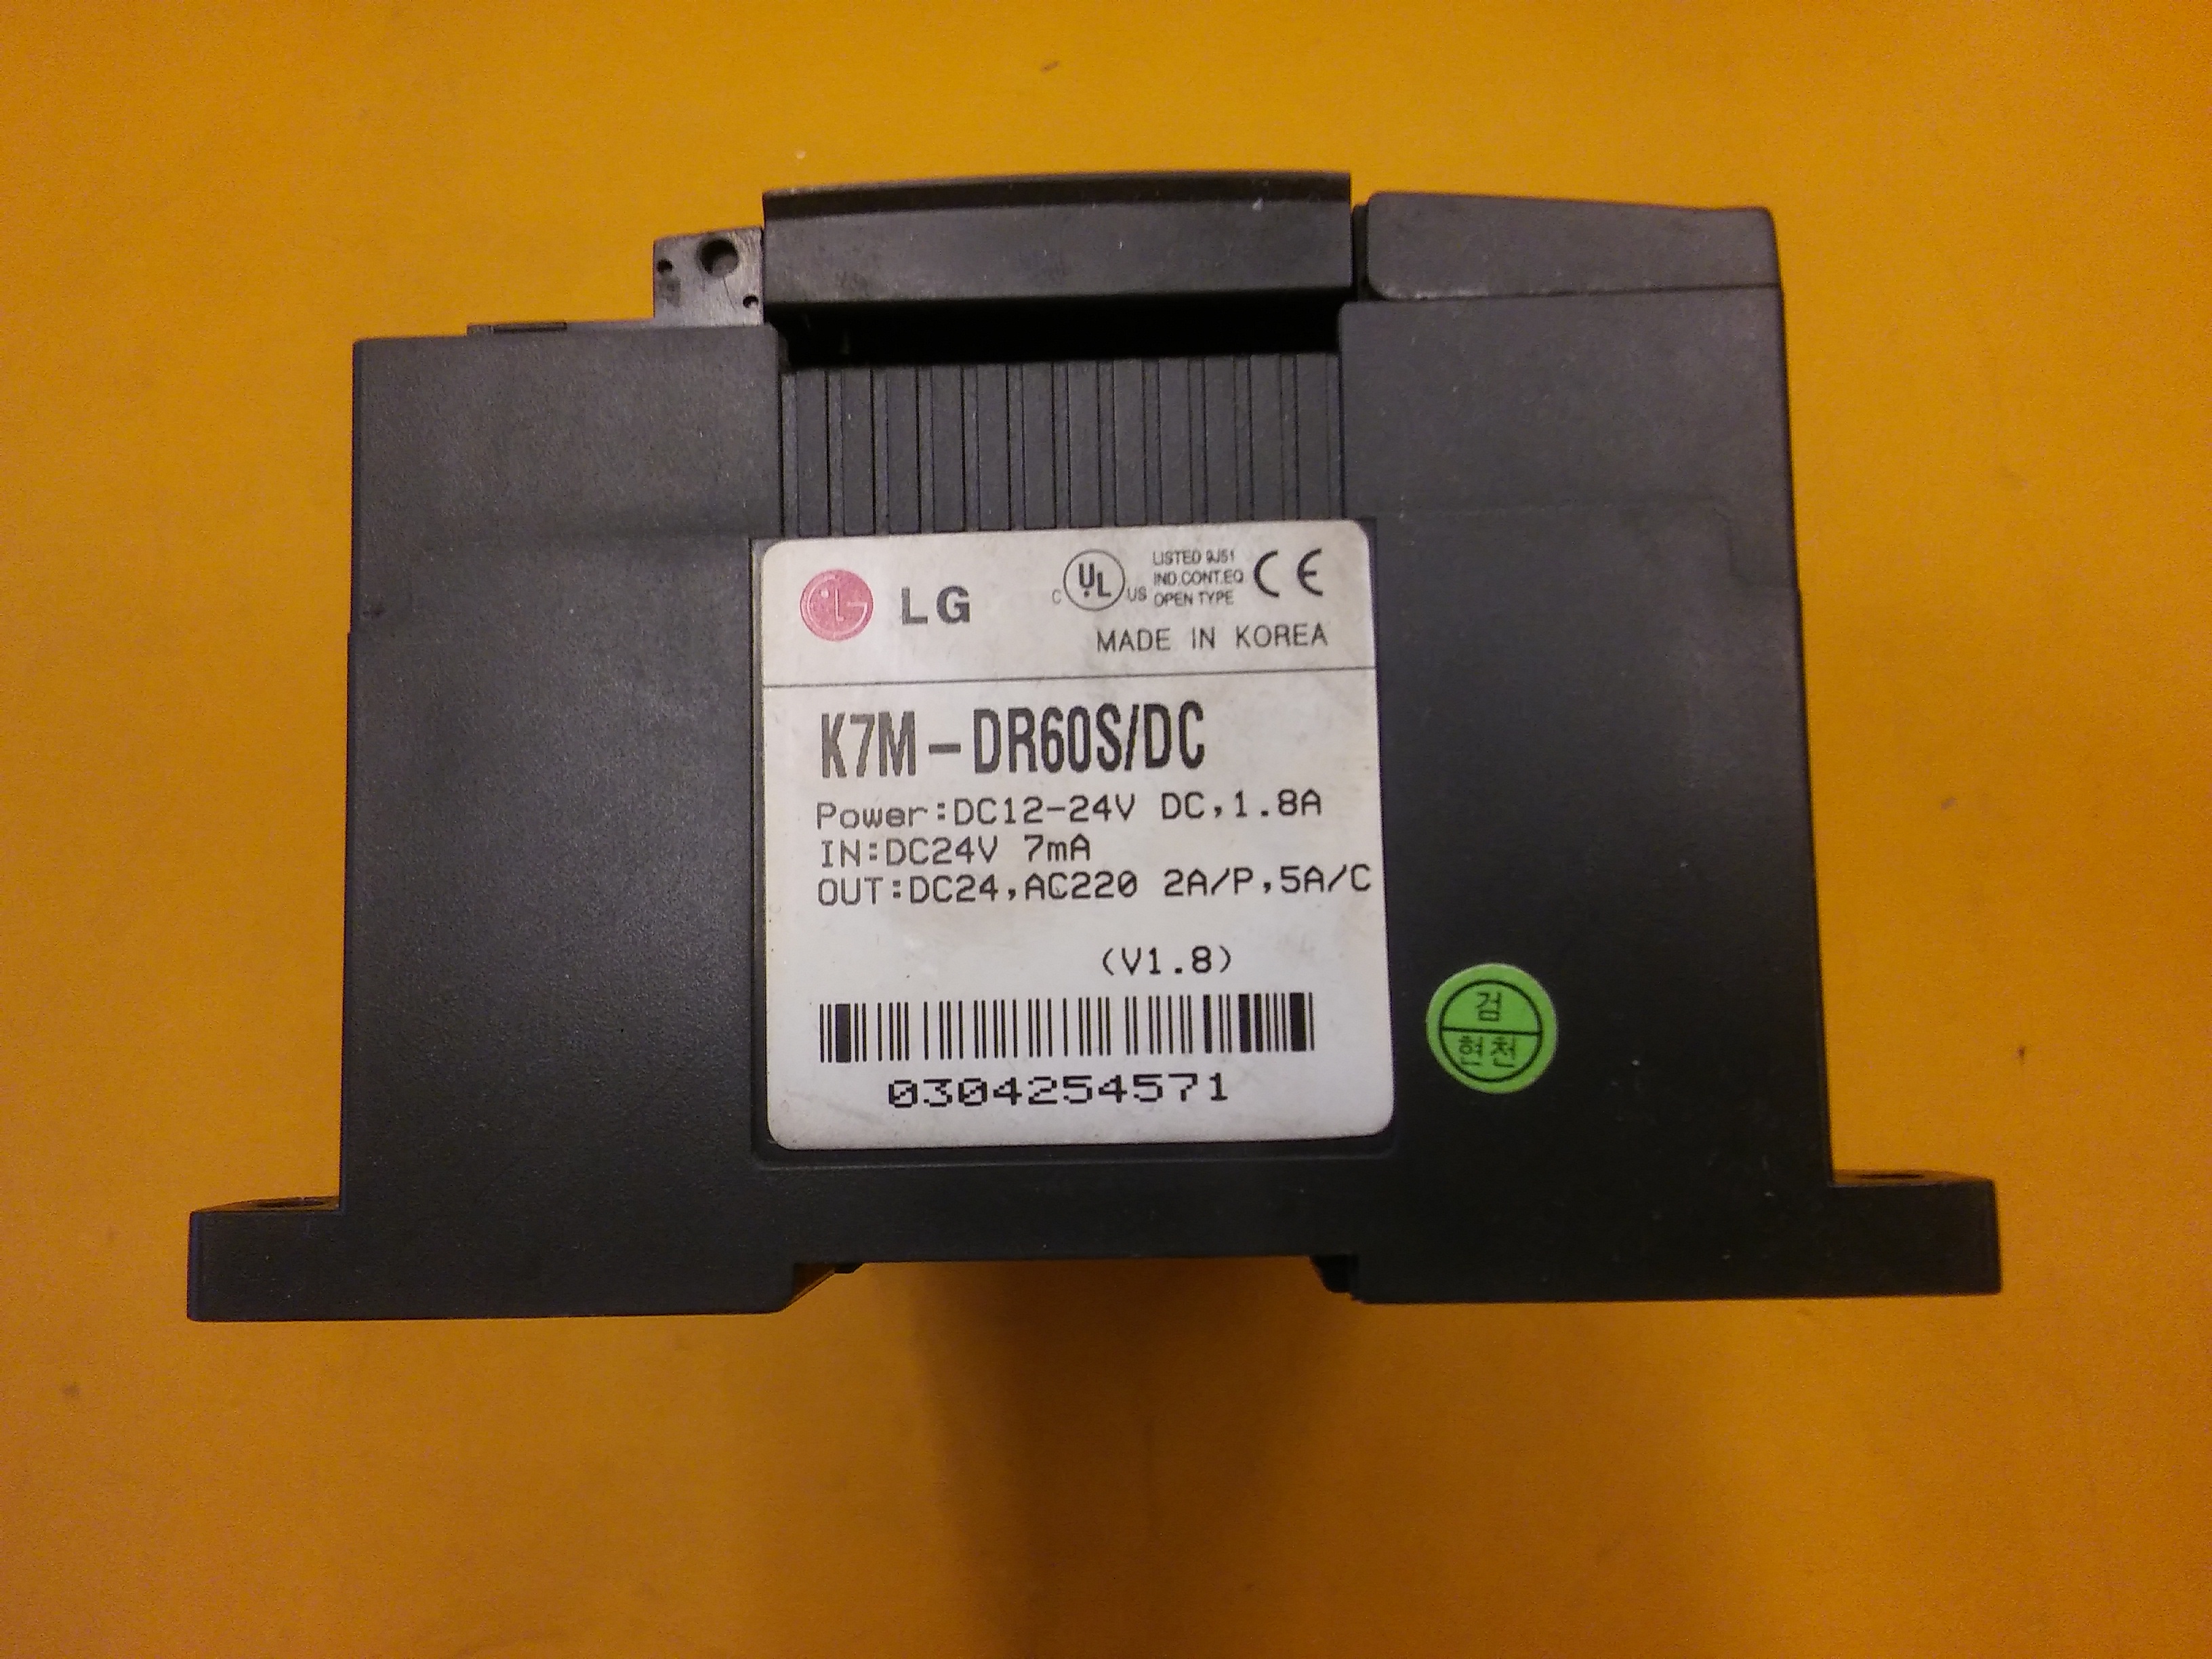 LG
C UL US
LISTED 9J51
IND.CONT.EQ
OPEN TYPE
CE
MADE IN KOREA
K7M-DR60S/DC
Power:DC12-24V DC,1.8A
IN:DC24V 7mA
OUT:DC24,AC220 2A/P,5A/C
(V1.8)
0304254571
검
현천